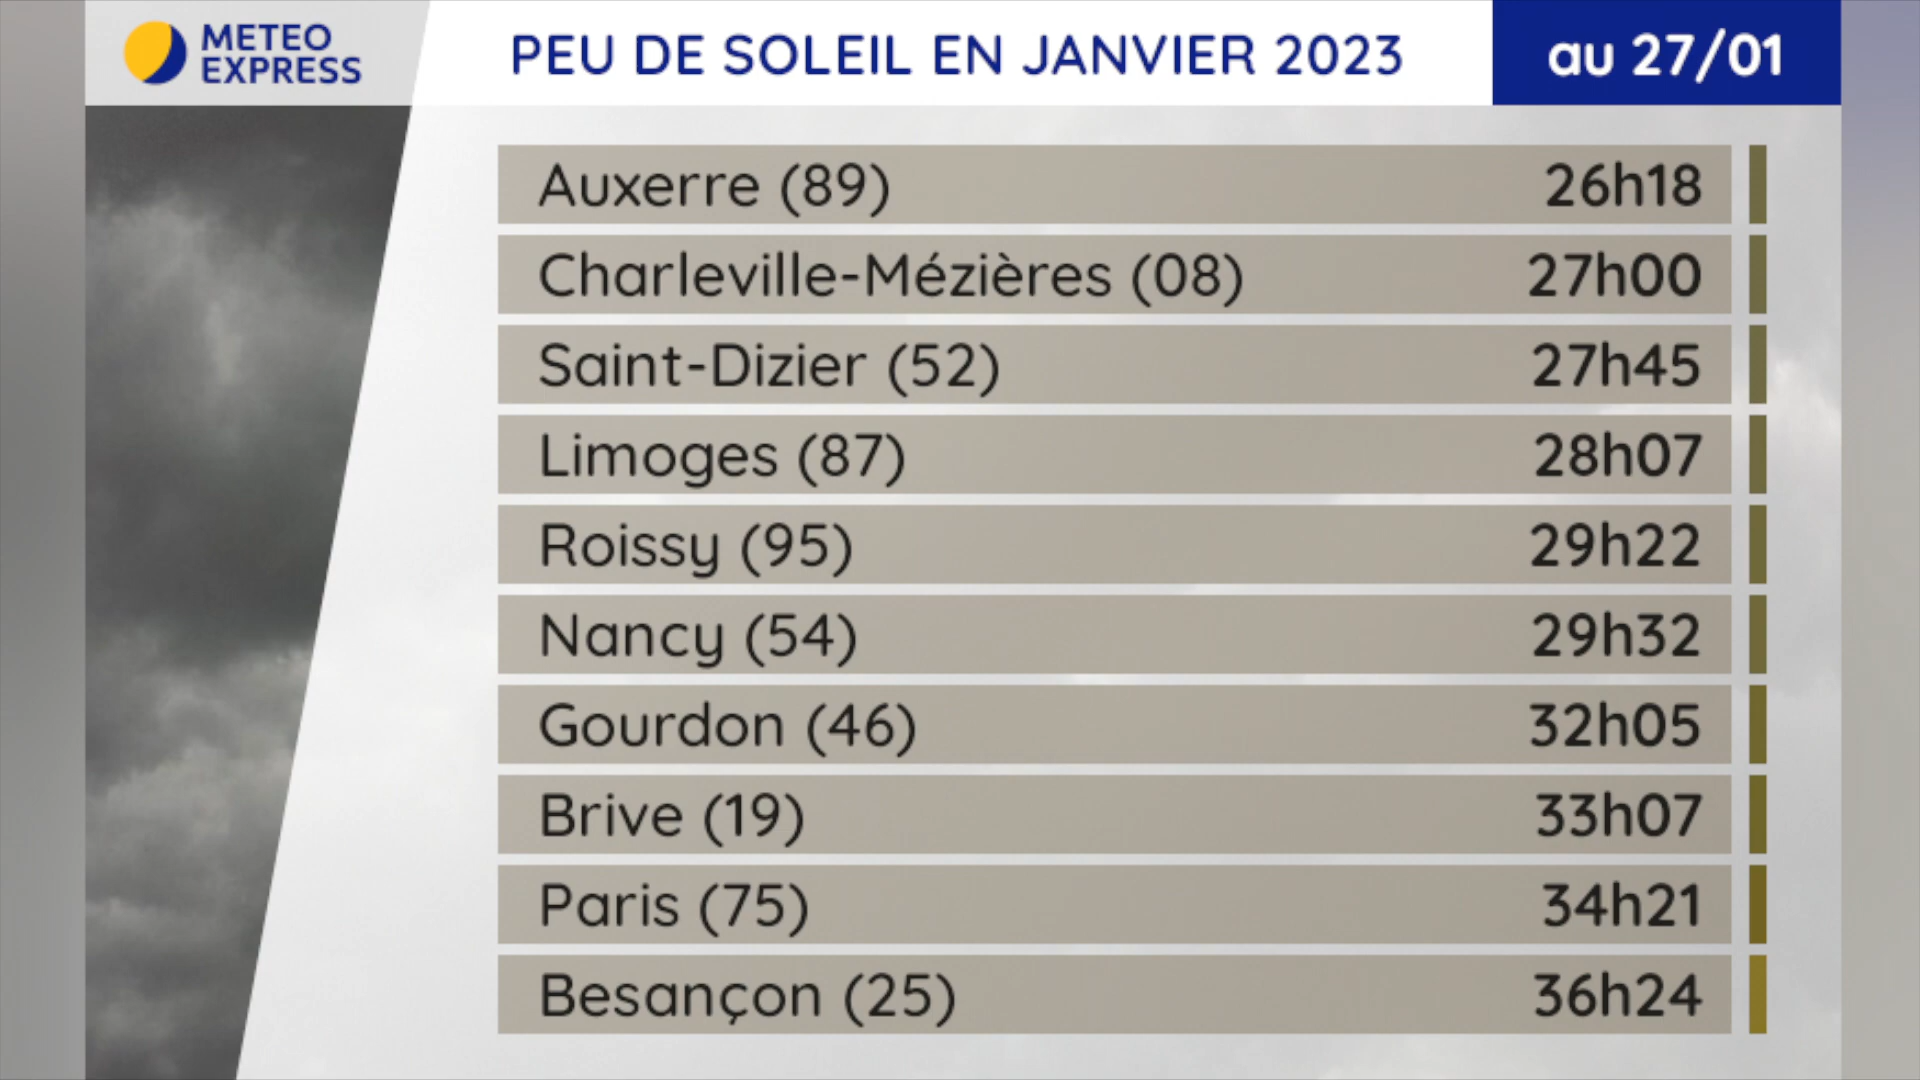 METEO
EXPRESS
PEU DE SOLEIL EN JANVIER 2023
au 27/01
Auxerre (89) 26h18
Charleville-Mézières (08) 27h00
Saint-Dizier (52) 27h45
Limoges (87) 28h07
Roissy (95) 29h22
Nancy (54) 29h32
Gourdon (46) 32h05
Brive (19) 33h07
Paris (75) 34h21
Besançon (25) 36h24